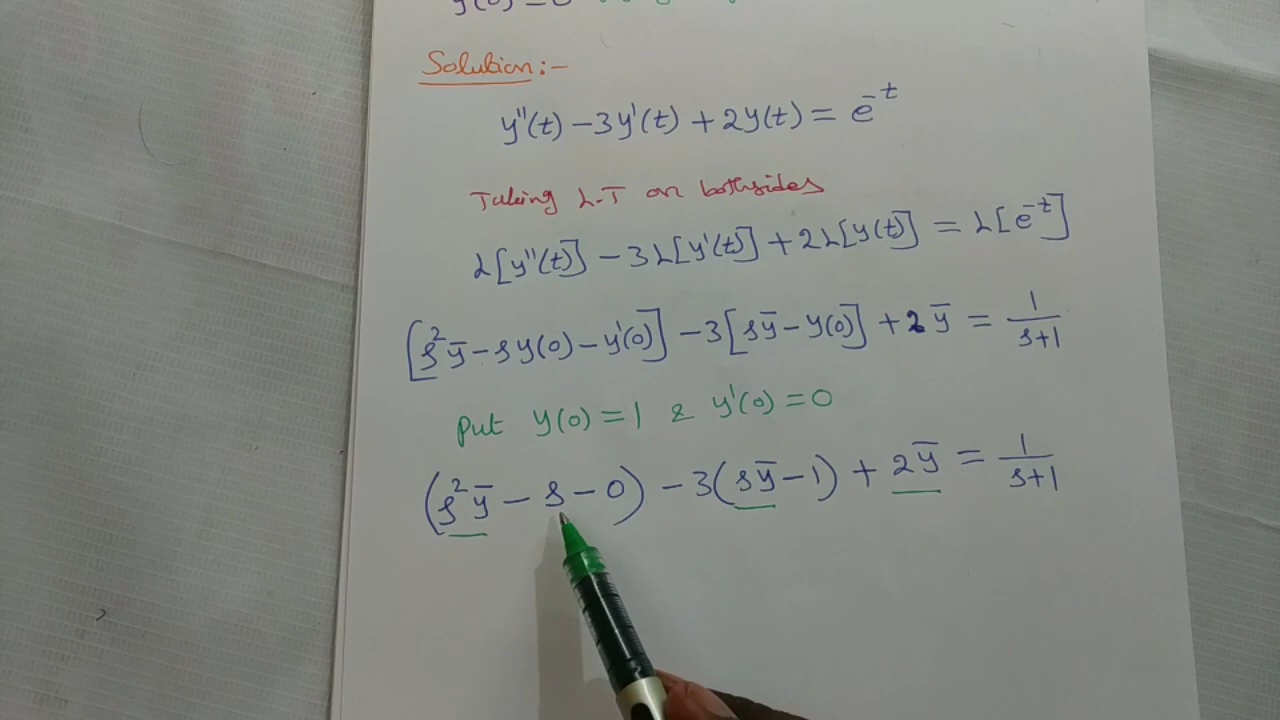 Solution:-
y''(t) - 3y'(t) + 2y(t) = e^-t
Taking L.T on bothsides
L[y''(t)] - 3L[y'(t)] + 2L[y(t)] = L[e^-t]
[s²ȳ - sy(0) - y'(0)] - 3[sȳ - y(0)] + 2ȳ = 1/(s+1)
put y(0) = 1 & y'(0) = 0
(s²ȳ - s - 0) - 3(sȳ - 1) + 2ȳ = 1/(s+1)